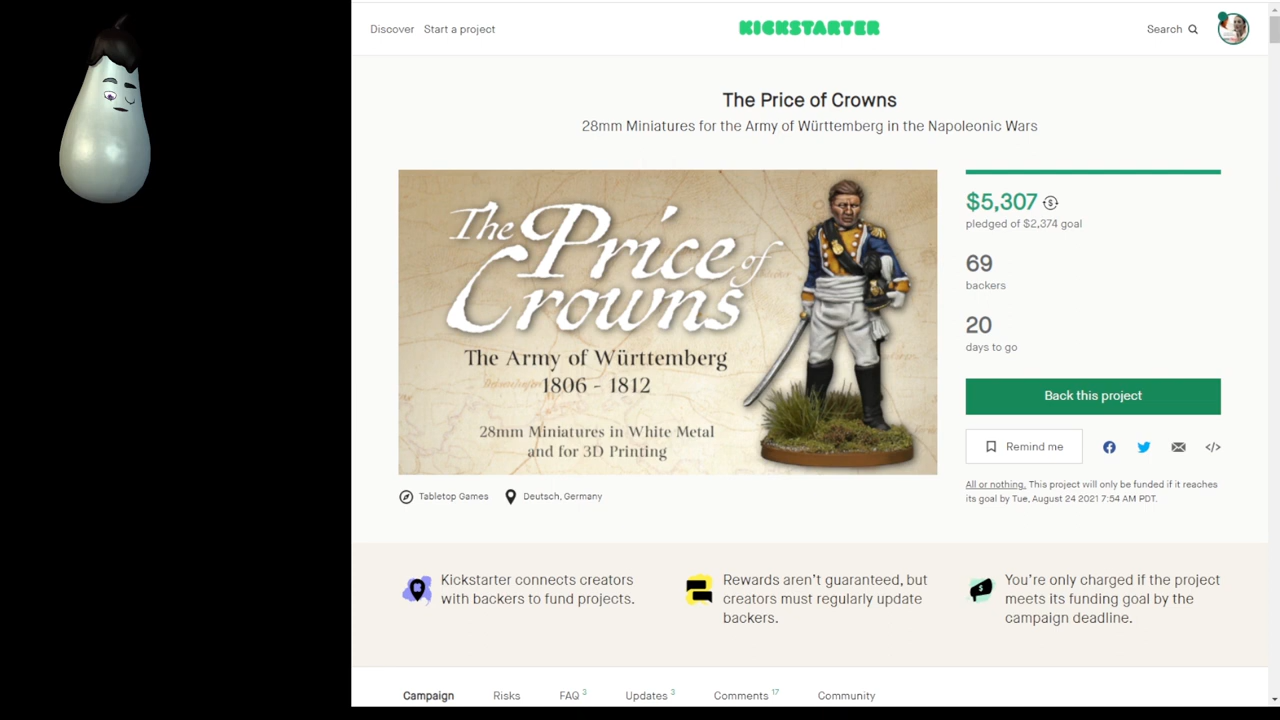 Discover Start a project
KICKSTARTER
Search
The Price of Crowns
28mm Miniatures for the Army of Württemberg in the Napoleonic Wars
The Price of
Crowns
The Army of Württemberg
1806 - 1812
28mm Miniatures in White Metal
and for 3D Printing
$5,307
pledged of $2,374 goal
69
backers
20
days to go
Back this project
Remind me
All or nothing. This project will only be funded if it reaches
its goal by Tue, August 24 2021 7:54 AM PDT.
Tabletop Games Deutsch, Germany
Kickstarter connects creators
with backers to fund projects.
Rewards aren't guaranteed, but
creators must regularly update
backers.
You're only charged if the project
meets its funding goal by the
campaign deadline.
Campaign Risks FAQ 3 Updates 3 Comments 17 Community